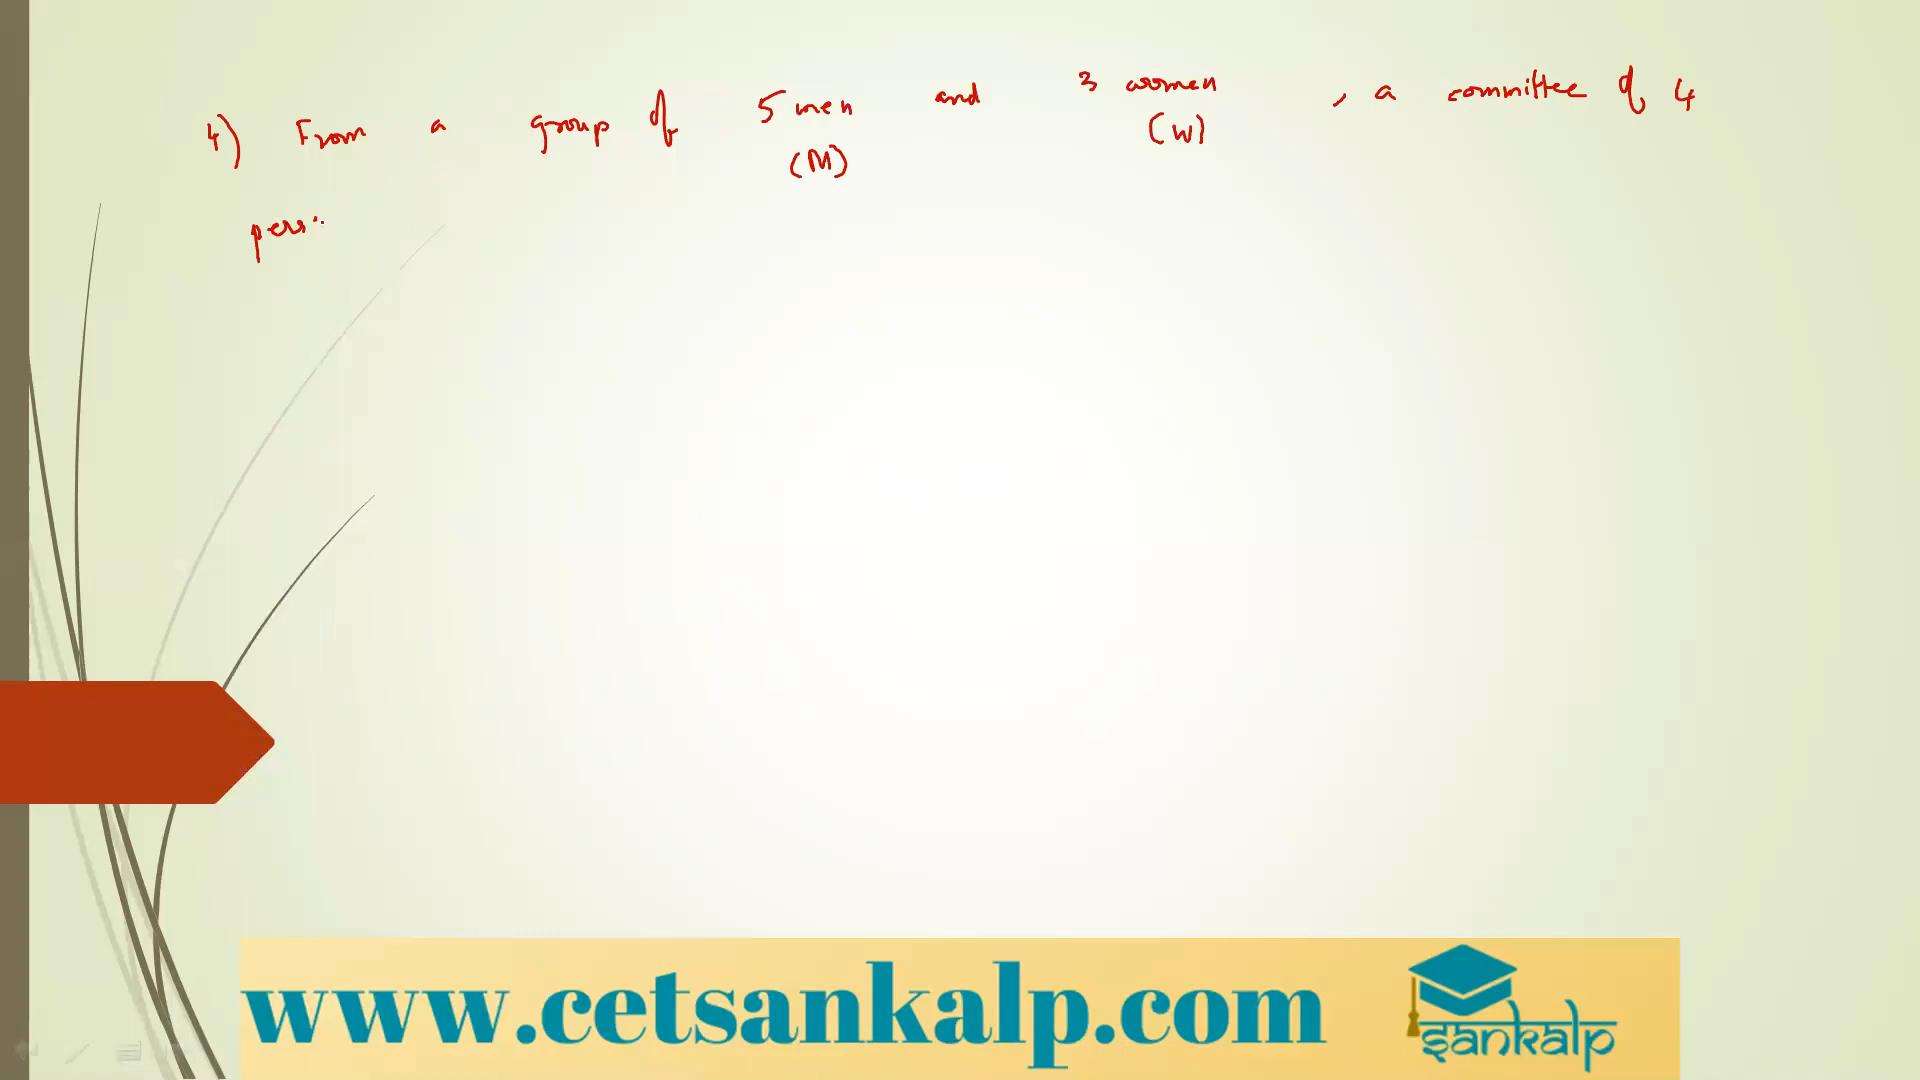 4) From a group of 5 men and 3 women, a committee of 4
(M) (W)
pers
www.cetsankalp.com
sankalp